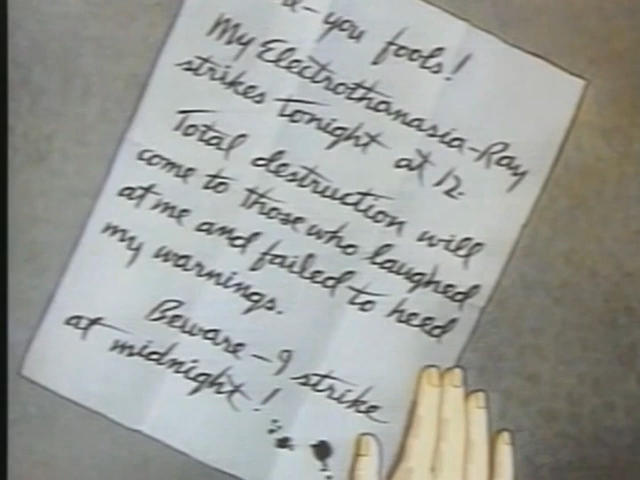 - you fools!
My Electrothanasia-Ray
strikes tonight at 12
Total destruction will
come to those who laughed
at me and failed to heed
my warnings.
Beware - I strike
at midnight!